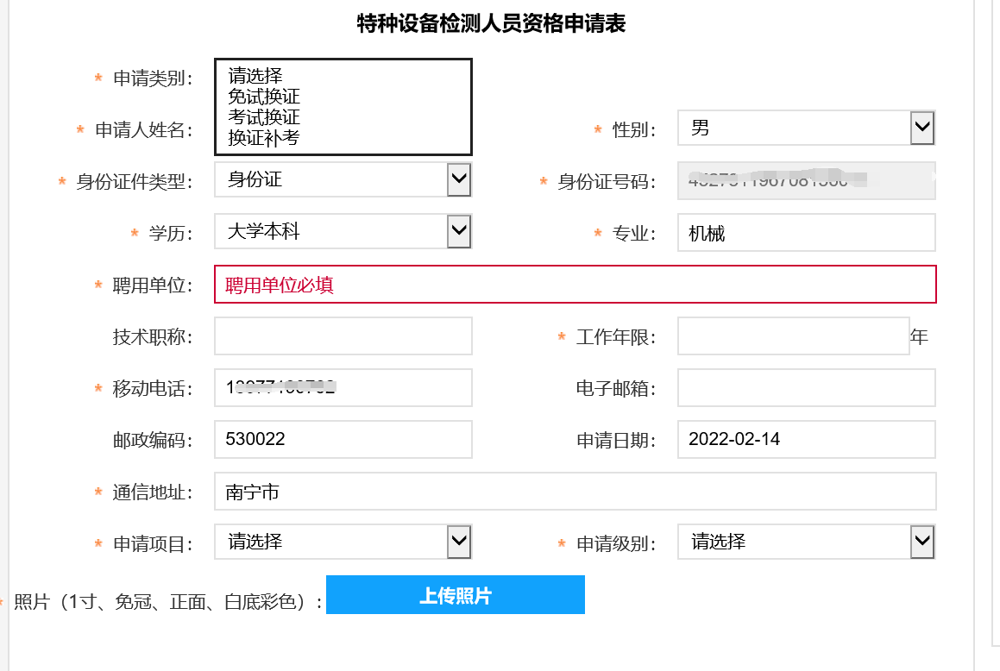 特种设备检测人员资格申请表
* 申请类别： 请选择
免试换证
考试换证
换证补考
* 申请人姓名： * 性别： 男
* 身份证件类型： 身份证 * 身份证号码：
* 学历： 大学本科 * 专业： 机械
* 聘用单位： 聘用单位必填
技术职称： * 工作年限： 年
* 移动电话： 电子邮箱：
邮政编码： 530022 申请日期： 2022-02-14
* 通信地址： 南宁市
* 申请项目： 请选择 * 申请级别： 请选择
* 照片（1寸、免冠、正面、白底彩色）: 上传照片